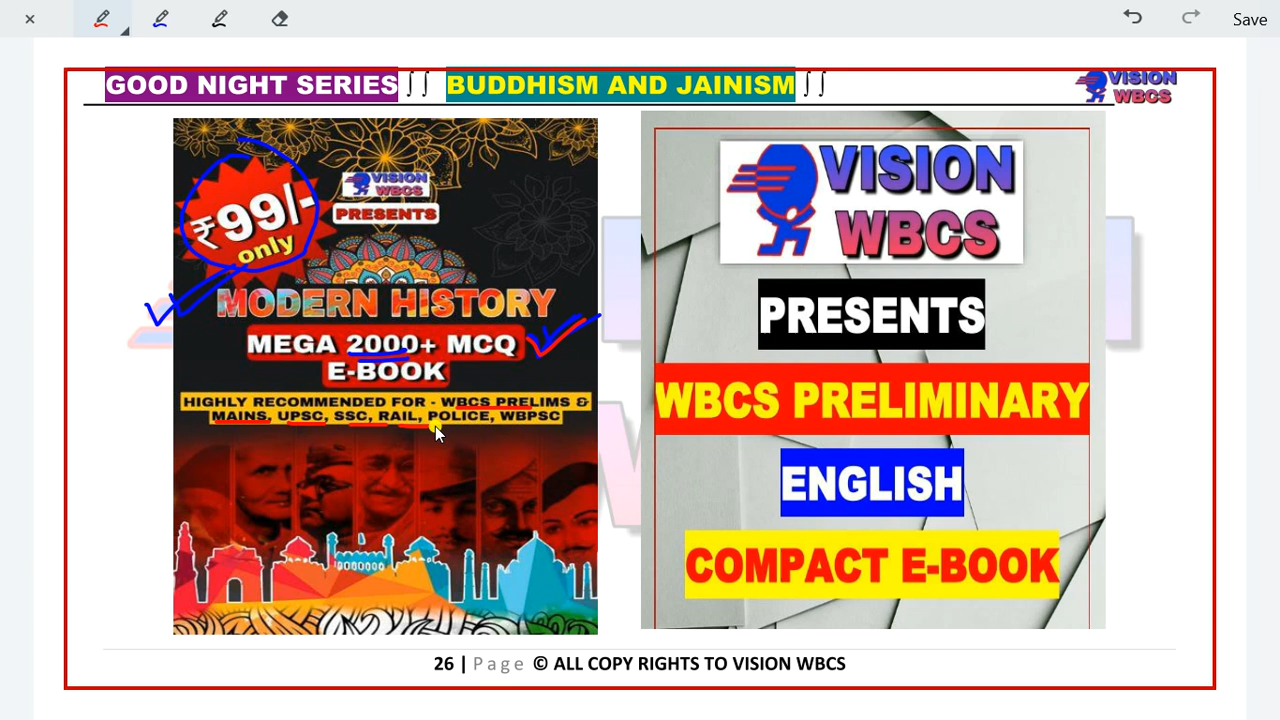 Save
GOOD NIGHT SERIES∫∫ BUDDHISM AND JAINISM∫∫
VISION
WBCS
₹99/-
only
VISION
WBCS
PRESENTS
MODERN HISTORY
MEGA 2000+ MCQ
E-BOOK
HIGHLY RECOMMENDED FOR - WBCS PRELIMS &
MAINS, UPSC, SSC, RAIL, POLICE, WBPSC
VISION
WBCS
PRESENTS
WBCS PRELIMINARY
ENGLISH
COMPACT E-BOOK
26 | Page © ALL COPY RIGHTS TO VISION WBCS